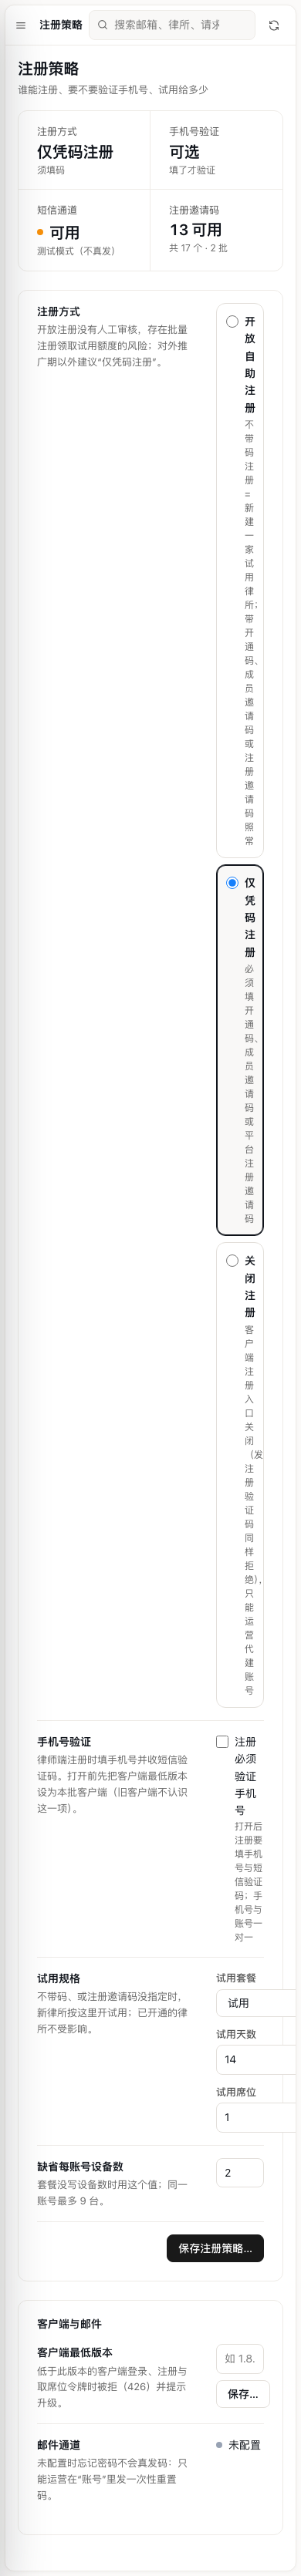 注册策略
搜索邮箱、律所、请求
注册策略
谁能注册、要不要验证手机号、试用给多少
注册方式
仅凭码注册
须填码
手机号验证
可选
填了才验证
短信通道
可用
测试模式（不真发）
注册邀请码
13 可用
共 17 个 · 2 批
注册方式
开放注册没有人工审核，存在批量
注册领取试用额度的风险；对外推
广期以外建议“仅凭码注册”。
开
放
自
助
注
册
不
带
码
注
册
=
新
建
一
家
试
用
律
所；
带
开
通
码、
成
员
邀
请
码
或
注
册
邀
请
码
照
常
仅
凭
码
注
册
必
须
填
开
通
码、
成
员
邀
请
码
或
平
台
注
册
邀
请
码
关
闭
注
册
客
户
端
注
册
入
口
关
闭
（发
注
册
验
证
码
同
样
拒
绝)，
只
能
运
营
代
建
账
号
手机号验证
律师端注册时填手机号并收短信验
证码。打开前先把客户端最低版本
设为本批客户端（旧客户端不认识
这一项）。
注册
必须
验证
手机
号
打开后
注册要
填手机
号与短
信验证
码；手
机号与
账号一
对一
试用规格
不带码、或注册邀请码没指定时，
新律所按这里开试用；已开通的律
所不受影响。
试用套餐
试用
试用天数
14
试用席位
1
缺省每账号设备数
套餐没写设备数时用这个值；同一
账号最多 9 台。
2
保存注册策略…
客户端与邮件
客户端最低版本
低于此版本的客户端登录、注册与
取席位令牌时被拒（426）并提示
升级。
如 1.8.
保存…
邮件通道
未配置时忘记密码不会真发码：只
能运营在“账号”里发一次性重置
码。
未配置